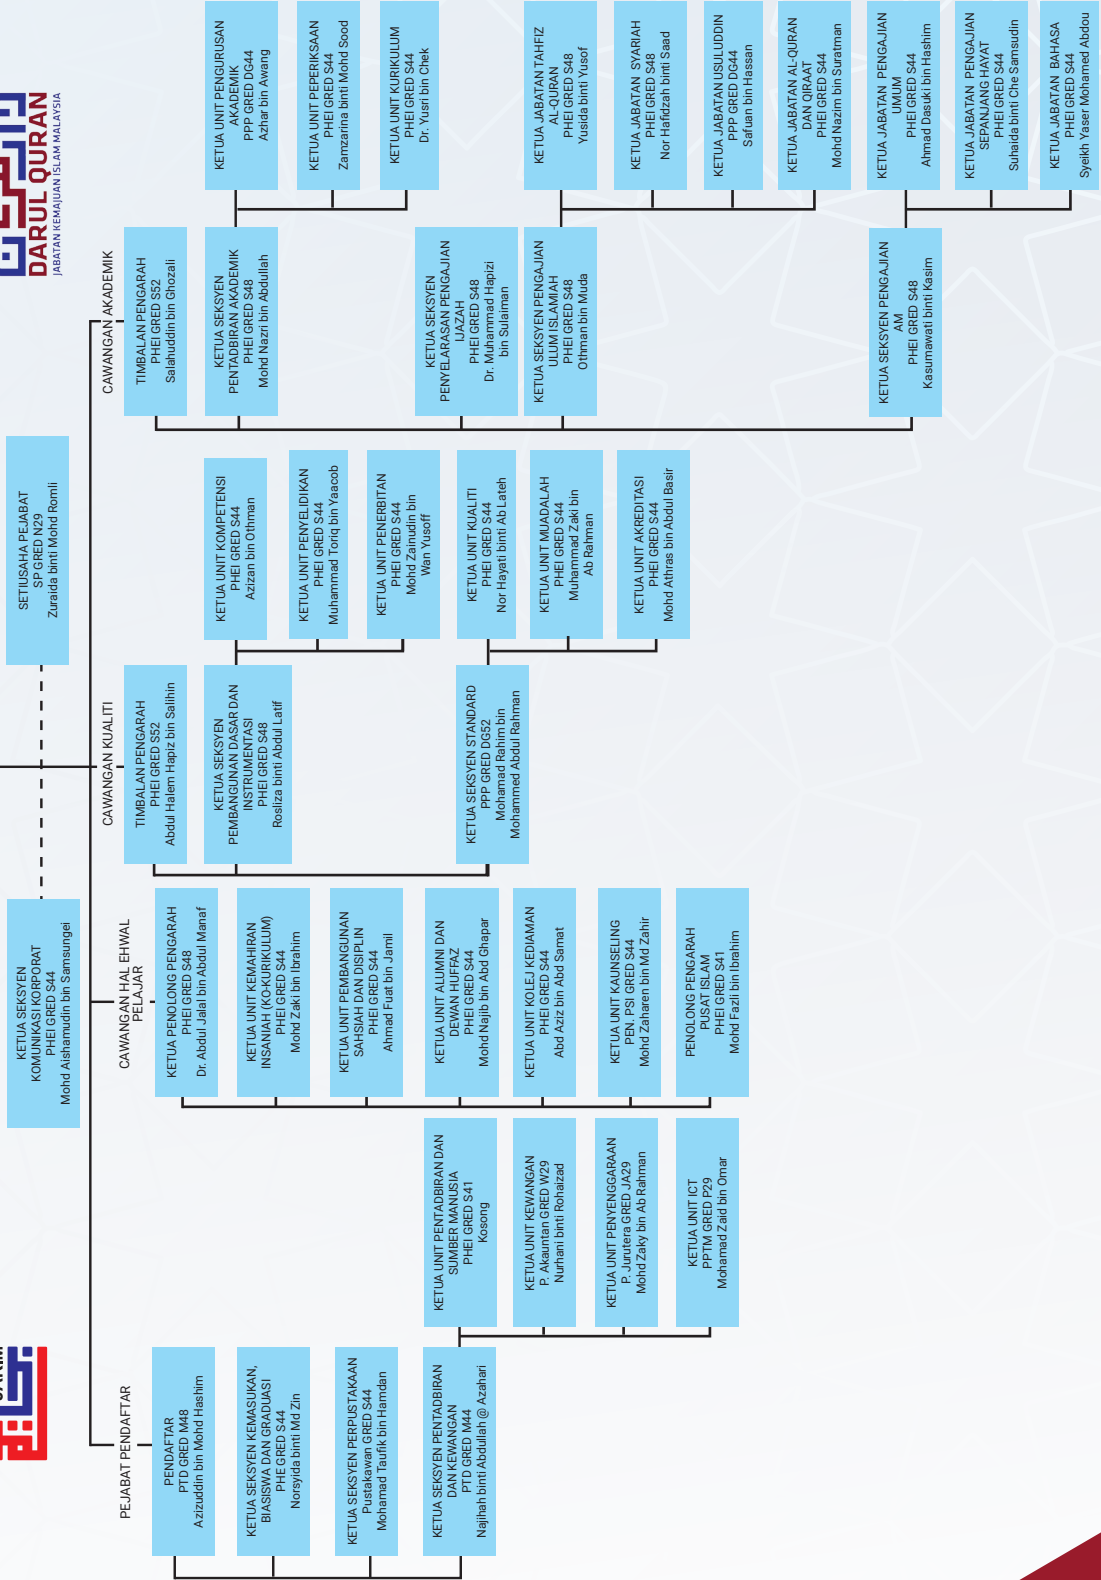 DARUL QURAN
JABATAN KEMAJUAN ISLAM MALAYSIA
KETUA SEKSYEN
KOMUNIKASI KORPORAT
PHEI GRED S44
Mohd Aishamudin bin Samsungei
SETIUSAHA PEJABAT
SP GRED N29
Zuraida binti Mohd Romli
PEJABAT PENDAFTAR
PENDAFTAR
PTD GRED M48
Azizuddin bin Mohd Hashim
KETUA SEKSYEN KEMASUKAN,
BIASISWA DAN GRADUASI
PHE GRED S44
Norsyida binti Md Zin
KETUA SEKSYEN PERPUSTAKAAN
Pustakawan GRED S44
Mohamad Taufik bin Hamdan
KETUA SEKSYEN PENTADBIRAN
DAN KEWANGAN
PTD GRED M44
Najihah binti Abdullah @ Azahari
KETUA UNIT PENTADBIRAN DAN
SUMBER MANUSIA
PHEI GRED S41
Kosong
KETUA UNIT KEWANGAN
P. Akauntan GRED W29
Nurhani binti Rohaizad
KETUA UNIT PENYENGGARAAN
P. Jurutera GRED JA29
Mohd Zaky bin Ab Rahman
KETUA UNIT ICT
PPTM GRED P29
Mohamad Zaid bin Omar
CAWANGAN HAL EHWAL
PELAJAR
KETUA PENOLONG PENGARAH
PHEI GRED S48
Dr. Abdul Jalal bin Abdul Manaf
KETUA UNIT KEMAHIRAN
INSANIAH (KO-KURIKULUM)
PHEI GRED S44
Mohd Zaki bin Ibrahim
KETUA UNIT PEMBANGUNAN
SAHSIAH DAN DISIPLIN
PHEI GRED S44
Ahmad Fuat bin Jamil
KETUA UNIT ALUMNI DAN
DEWAN HUFFAZ
PHEI GRED S44
Mohd Najib bin Abd Ghapar
KETUA UNIT KOLEJ KEDIAMAN
PHEI GRED S44
Abd Aziz bin Abd Samat
KETUA UNIT KAUNSELING
PEN. PSI GRED S44
Mohd Zaharen bin Md Zahir
PENOLONG PENGARAH
PUSAT ISLAM
PHEI GRED S41
Mohd Fazli bin Ibrahim
CAWANGAN KUALITI
TIMBALAN PENGARAH
PHEI GRED S52
Abdul Halem Hapiz bin Salihin
KETUA SEKSYEN
PEMBANGUNAN DASAR DAN
INSTRUMENTASI
PHEI GRED S48
Rosliza binti Abdul Latif
KETUA SEKSYEN STANDARD
PPP GRED DG52
Mohamad Rahim bin
Mohammed Abdul Rahman
KETUA UNIT KOMPETENSI
PHEI GRED S44
Azizan bin Othman
KETUA UNIT PENYELIDIKAN
PHEI GRED S44
Muhammad Toriq bin Yaacob
KETUA UNIT PENERBITAN
PHEI GRED S44
Mohd Zainudin bin
Wan Yusoff
KETUA UNIT KUALITI
PHEI GRED S44
Nor Hayati binti Ab Lateh
KETUA UNIT MUADALAH
PHEI GRED S44
Muhammad Zaki bin
Ab Rahman
KETUA UNIT AKREDITASI
PHEI GRED S44
Mohd Athras bin Abdul Basir
CAWANGAN AKADEMIK
TIMBALAN PENGARAH
PHEI GRED S52
Salahuddin bin Ghozali
KETUA SEKSYEN
PENTADBIRAN AKADEMIK
PHEI GRED S48
Mohd Nazri bin Abdullah
KETUA SEKSYEN
PENYELARASAN PENGAJIAN
IJAZAH
PHEI GRED S48
Dr. Muhammad Hapizi
bin Sulaiman
KETUA SEKSYEN PENGAJIAN
ULUM ISLAMIAH
PHEI GRED S48
Othman bin Muda
KETUA SEKSYEN PENGAJIAN
AM
PHEI GRED S48
Kasumawati binti Kasim
KETUA UNIT PENGURUSAN
AKADEMIK
PPP GRED DG44
Azhar bin Awang
KETUA UNIT PEPERIKSAAN
PHEI GRED S44
Zamzarina binti Mohd Sood
KETUA UNIT KURIKULUM
PHEI GRED S44
Dr. Yusri bin Chek
KETUA JABATAN TAHFIZ
AL-QURAN
PHEI GRED S48
Yusida binti Yusof
KETUA JABATAN SYARIAH
PHEI GRED S48
Nor Hafidzah binti Saad
KETUA JABATAN USULUDDIN
PPP GRED DG44
Safuan bin Hassan
KETUA JABATAN AL-QURAN
DAN QIRAAT
PHEI GRED S44
Mohd Nazim bin Suratman
KETUA JABATAN PENGAJIAN
UMUM
PHEI GRED S44
Ahmad Dasuki bin Hashim
KETUA JABATAN PENGAJIAN
SEPANJANG HAYAT
PHEI GRED S44
Suhaida binti Che Samsudin
KETUA JABATAN BAHASA
PHEI GRED S44
Syeikh Yaser Mohamed Abdou